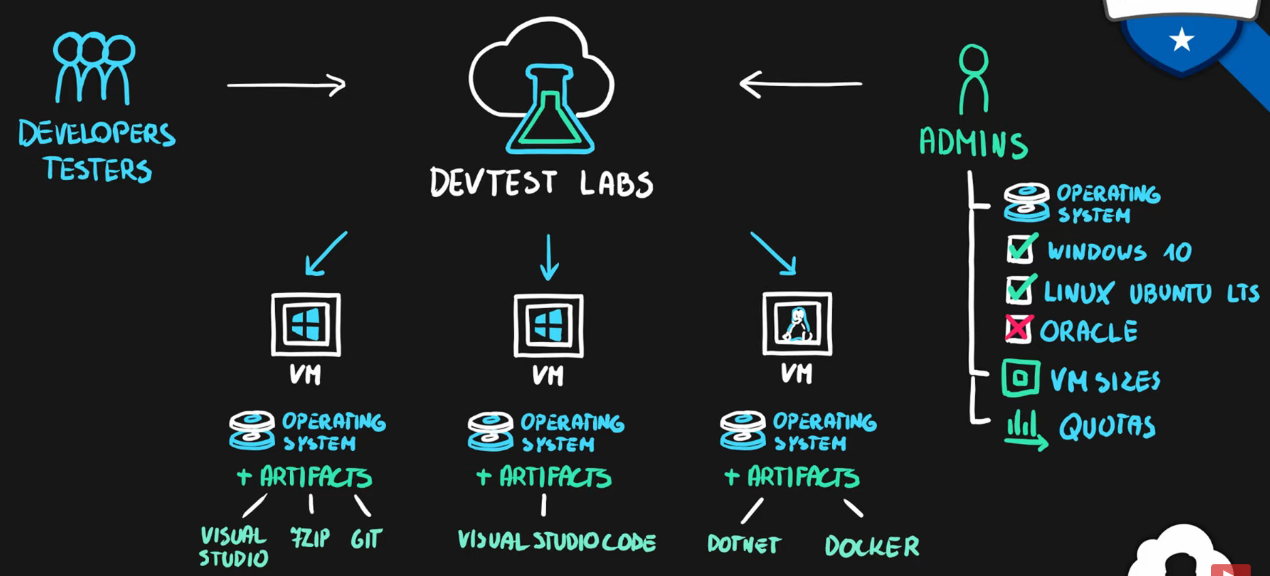 DEVELOPERS
TESTERS
DEVTEST LABS
ADMINS
OPERATING
SYSTEM
WINDOWS 10
LINUX UBUNTU LTS
ORACLE
VM SIZES
QUOTAS
VM
OPERATING
SYSTEM
+ ARTIFACTS
VISUAL
STUDIO
7ZIP
GIT
VM
OPERATING
SYSTEM
+ ARTIFACTS
VISUAL STUDIO CODE
VM
OPERATING
SYSTEM
+ ARTIFACTS
DOTNET
DOCKER